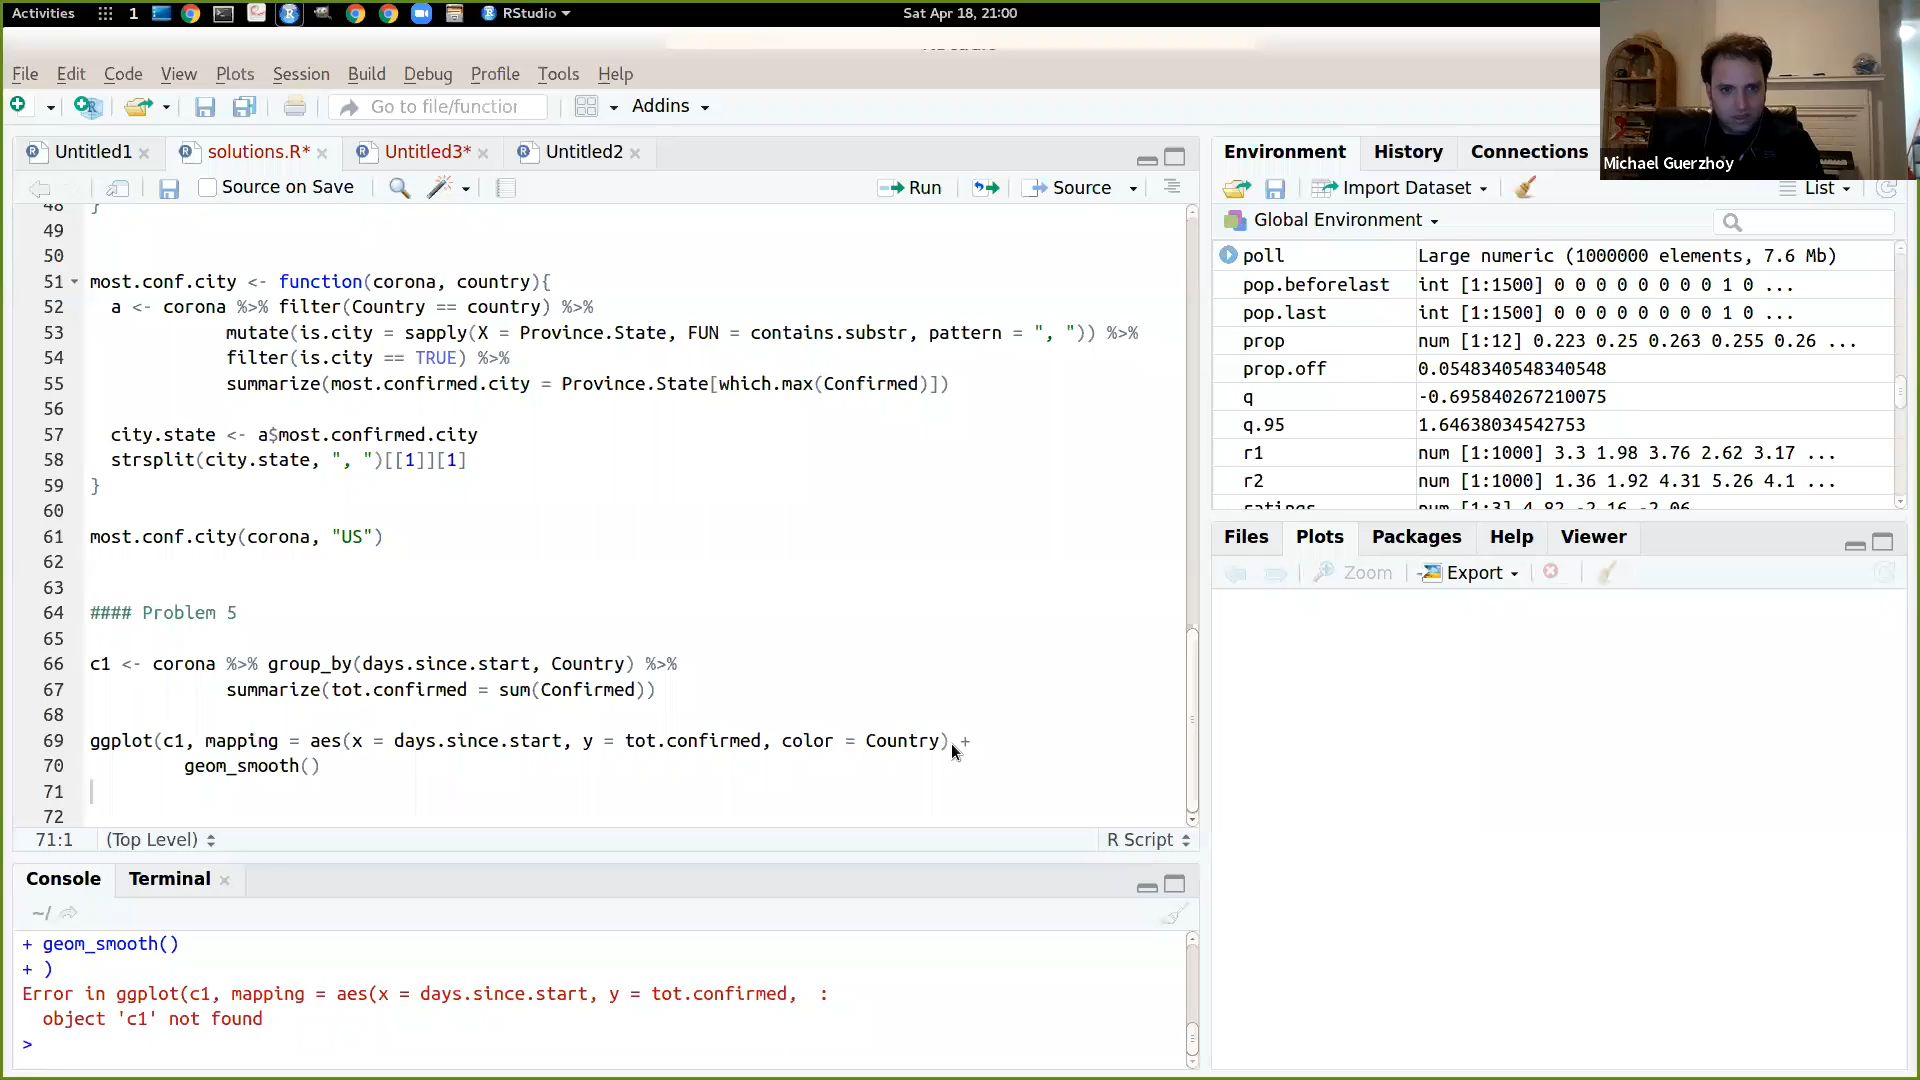 Activities 1 RStudio Sat Apr 18, 21:00
File Edit Code View Plots Session Build Debug Profile Tools Help
Go to file/function Addins
Untitled1 solutions.R* Untitled3* Untitled2
Source on Save Run Source
48 }
49
50
51 most.conf.city <- function(corona, country){
52 a <- corona %>% filter(Country == country) %>%
53 mutate(is.city = sapply(X = Province.State, FUN = contains.substr, pattern = ", ")) %>%
54 filter(is.city == TRUE) %>%
55 summarize(most.confirmed.city = Province.State[which.max(Confirmed)])
56
57 city.state <- a$most.confirmed.city
58 strsplit(city.state, ", ")[[1]][1]
59 }
60
61 most.conf.city(corona, "US")
62
63
64 #### Problem 5
65
66 c1 <- corona %>% group_by(days.since.start, Country) %>%
67 summarize(tot.confirmed = sum(Confirmed))
68
69 ggplot(c1, mapping = aes(x = days.since.start, y = tot.confirmed, color = Country) +
70 geom_smooth()
71
72
71:1 (Top Level) R Script
Console Terminal
~/
+ geom_smooth()
+ )
Error in ggplot(c1, mapping = aes(x = days.since.start, y = tot.confirmed, :
object 'c1' not found
>
Environment History Connections
Import Dataset List
Global Environment
poll Large numeric (1000000 elements, 7.6 Mb)
pop.beforelast int [1:1500] 0 0 0 0 0 0 0 0 1 0 ...
pop.last int [1:1500] 0 0 0 0 0 0 0 0 1 0 ...
prop num [1:12] 0.223 0.25 0.263 0.255 0.26 ...
prop.off 0.0548340548340548
q -0.695840267210075
q.95 1.64638034542753
r1 num [1:1000] 3.3 1.98 3.76 2.62 3.17 ...
r2 num [1:1000] 1.36 1.92 4.31 5.26 4.1 ...
ratings num [1:3] 4.82 -2.16 -2.06
Files Plots Packages Help Viewer
Zoom Export
Michael Guerzhoy